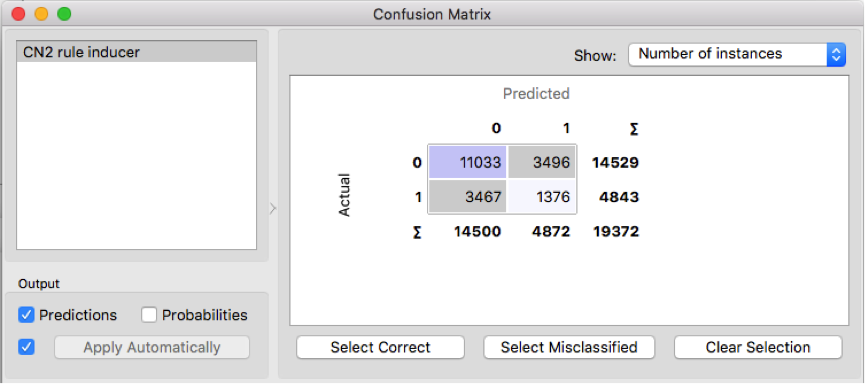 Confusion Matrix
CN2 rule inducer
Show: Number of instances
Predicted
0 1 Σ
Actual
0 11033 3496 14529
1 3467 1376 4843
Σ 14500 4872 19372
Output
Predictions Probabilities
Apply Automatically
Select Correct Select Misclassified Clear Selection